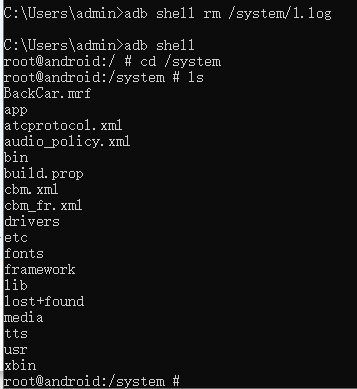 C:\Users\admin>adb shell rm /system/1.log
C:\Users\admin>adb shell
root@android:/ # cd /system
root@android:/system # ls
BackCar.mrf
app
atcprotocol.xml
audio_policy.xml
bin
build.prop
cbm.xml
cbm_fr.xml
drivers
etc
fonts
framework
lib
lost+found
media
tts
usr
xbin
root@android:/system #